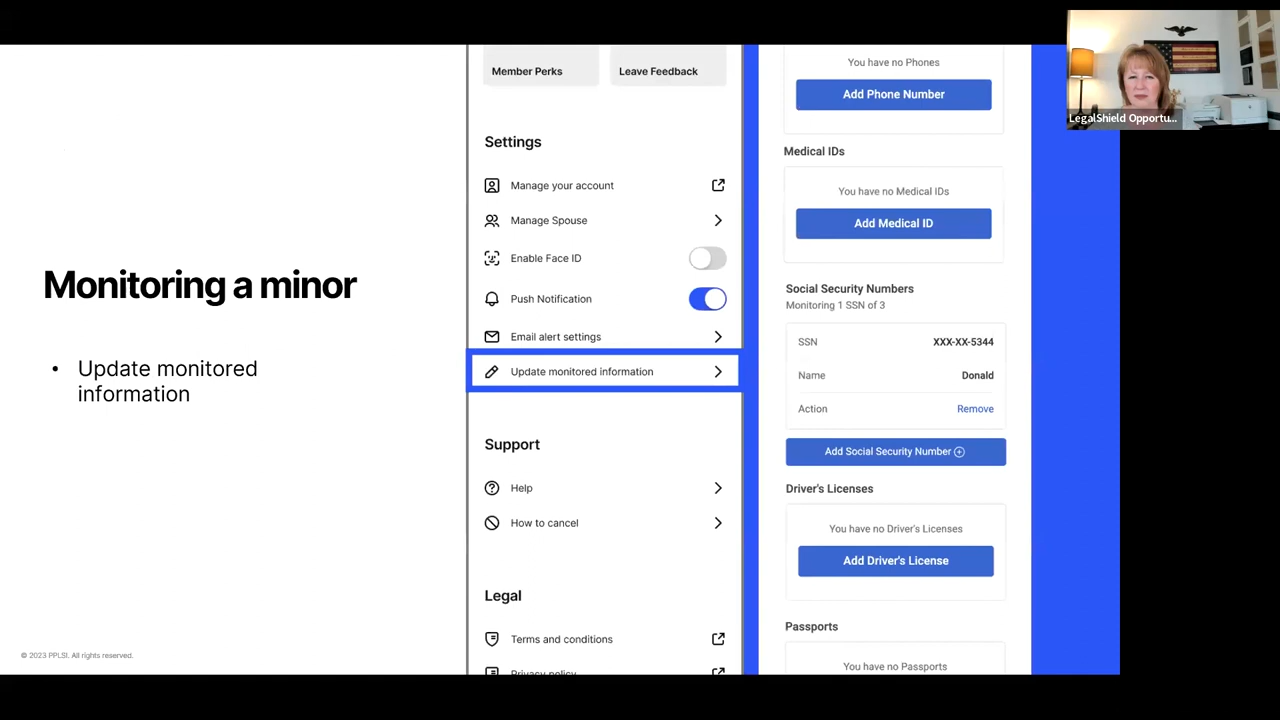 Monitoring a minor
• Update monitored
information
© 2023 PPLSI. All rights reserved.
Member Perks
Leave Feedback
Settings
Manage your account
Manage Spouse
Enable Face ID
Push Notification
Email alert settings
Update monitored information
Support
Help
How to cancel
Legal
Terms and conditions
Privacy policy
You have no Phones
Add Phone Number
Medical IDs
You have no Medical IDs
Add Medical ID
Social Security Numbers
Monitoring 1 SSN of 3
SSN XXX-XX-5344
Name Donald
Action Remove
Add Social Security Number
Driver's Licenses
You have no Driver's Licenses
Add Driver's License
Passports
You have no Passports
LegalShield Opportu...